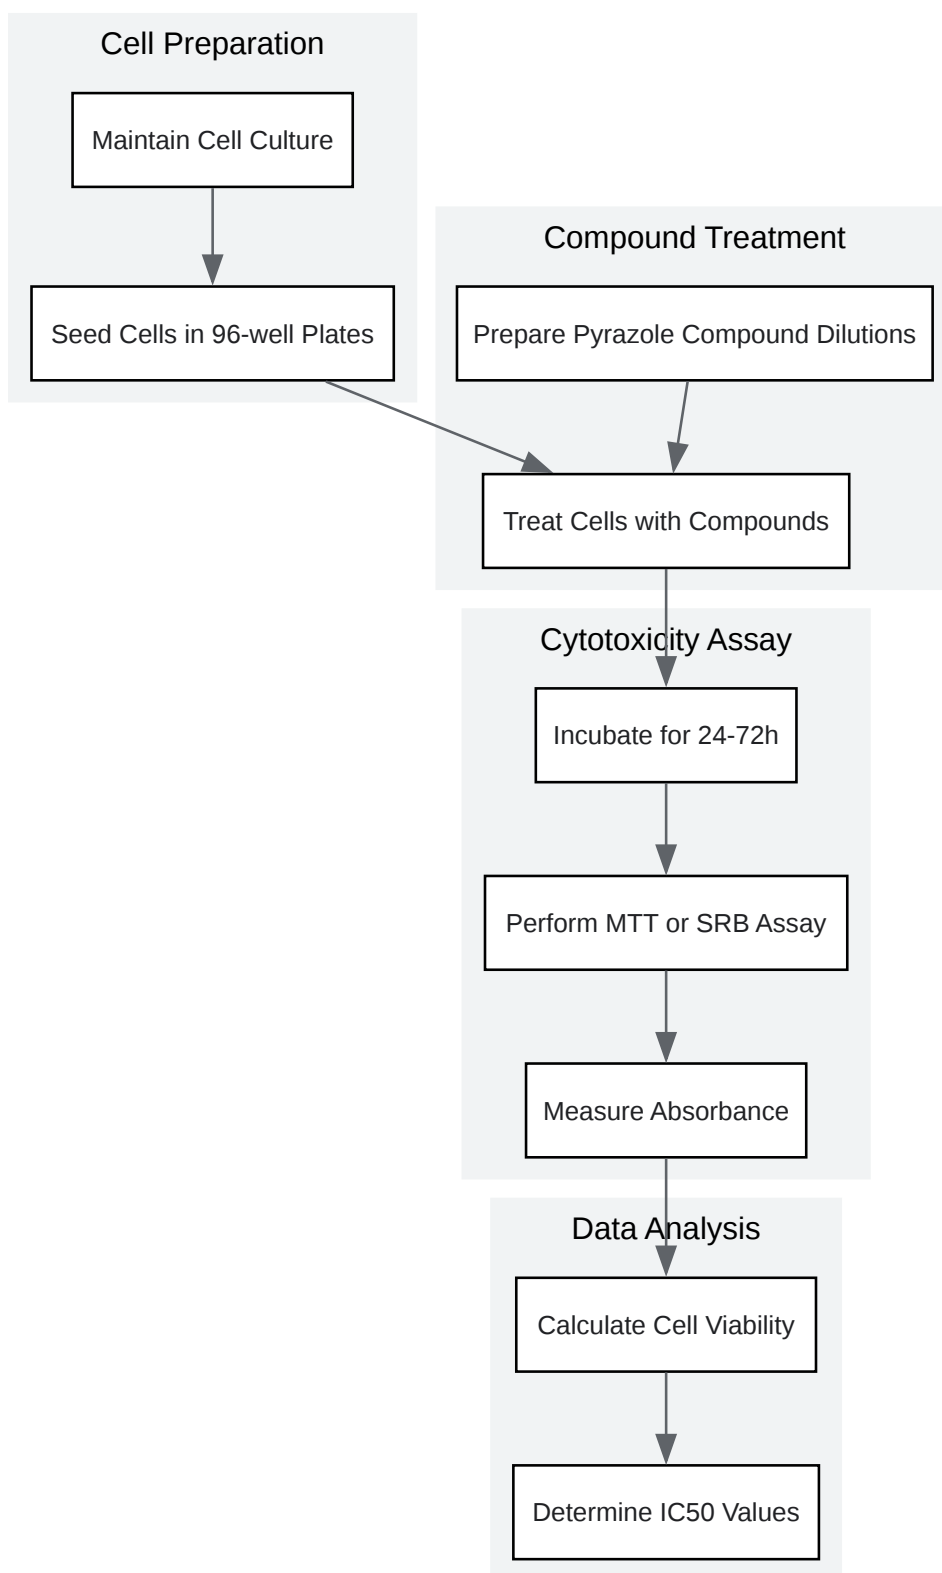 Cell Preparation
Maintain Cell Culture
Seed Cells in 96-well Plates
Compound Treatment
Prepare Pyrazole Compound Dilutions
Treat Cells with Compounds
Cytotoxicity Assay
Incubate for 24-72h
Perform MTT or SRB Assay
Measure Absorbance
Data Analysis
Calculate Cell Viability
Determine IC50 Values